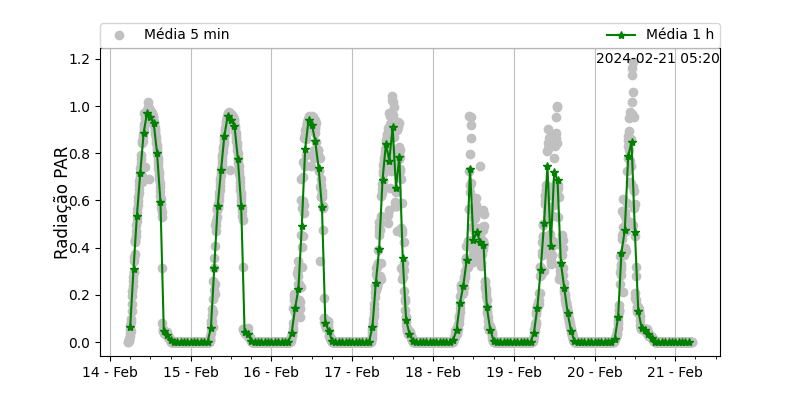 Média 5 min
Média 1 h
2024-02-21 05:20
Radiação PAR
1.2
1.0
0.8
0.6
0.4
0.2
0.0
14 - Feb
15 - Feb
16 - Feb
17 - Feb
18 - Feb
19 - Feb
20 - Feb
21 - Feb